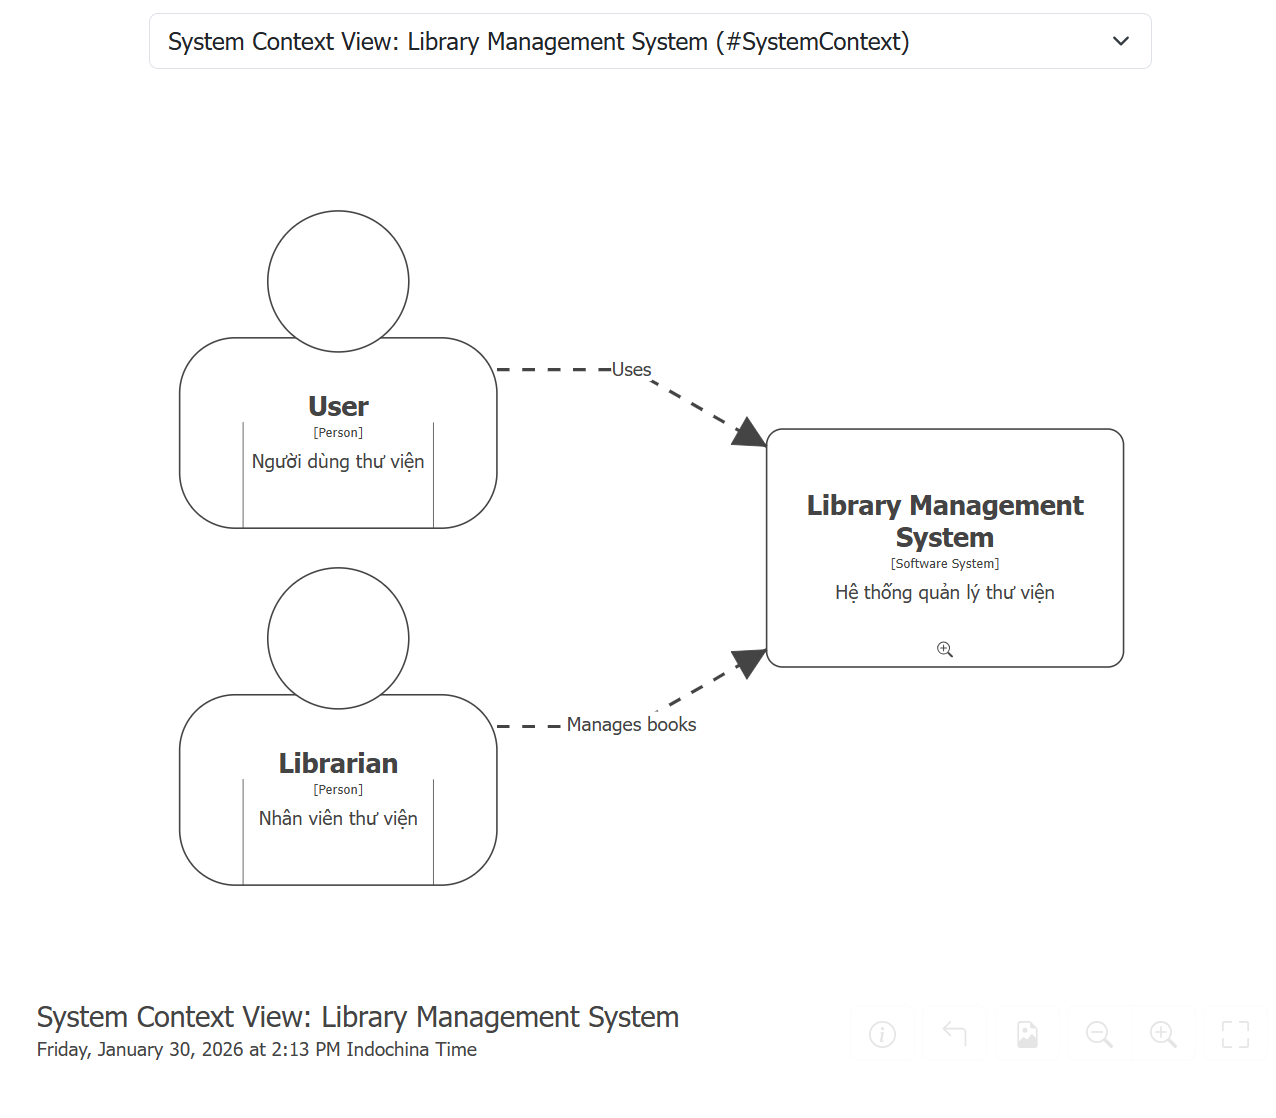 System Context View: Library Management System (#SystemContext)
User
[Person]
Người dùng thư viện
Uses
Library Management
System
[Software System]
Hệ thống quản lý thư viện
Librarian
[Person]
Nhân viên thư viện
Manages books
System Context View: Library Management System
Friday, January 30, 2026 at 2:13 PM Indochina Time